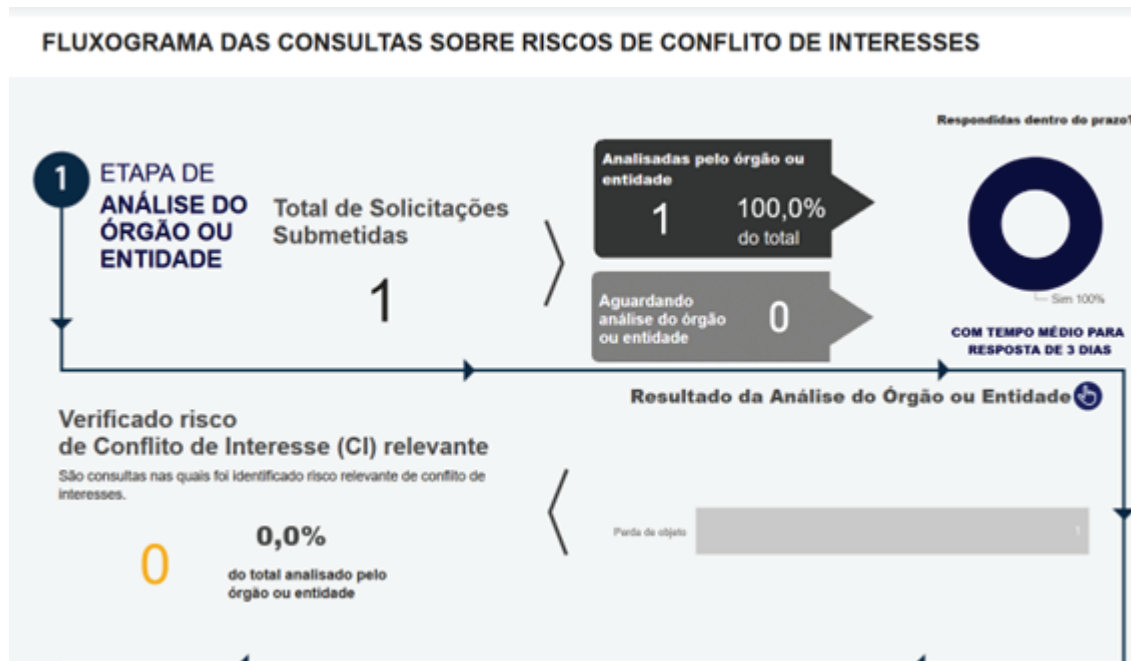 FLUXOGRAMA DAS CONSULTAS SOBRE RISCOS DE CONFLITO DE INTERESSES
1
ETAPA DE
ANÁLISE DO
ÓRGÃO OU
ENTIDADE
Total de Solicitações
Submetidas
1
Analisadas pelo órgão ou
entidade
1
100,0%
do total
Aguardando
análise do órgão
ou entidade
0
Respondidas dentro do prazo?
Sim 100%
COM TEMPO MÉDIO PARA
RESPOSTA DE 3 DIAS
Resultado da Análise do Órgão ou Entidade
Perda de objeto
1
Verificado risco
de Conflito de Interesse (CI) relevante
São consultas nas quais foi identificado risco relevante de conflito de
interesses.
0
0,0%
do total analisado pelo
órgão ou entidade